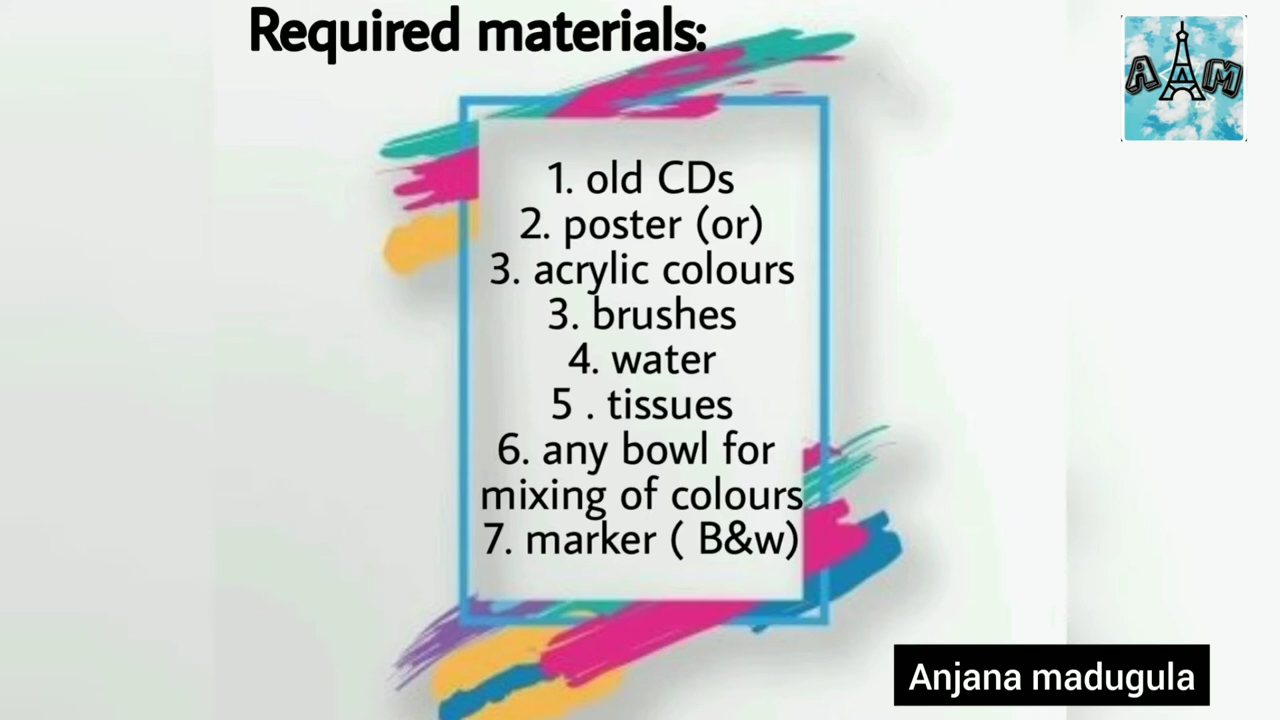 Required materials:
A M
1. old CDs
2. poster (or)
3. acrylic colours
3. brushes
4. water
5 . tissues
6. any bowl for
mixing of colours
7. marker ( B&w)
Anjana madugula